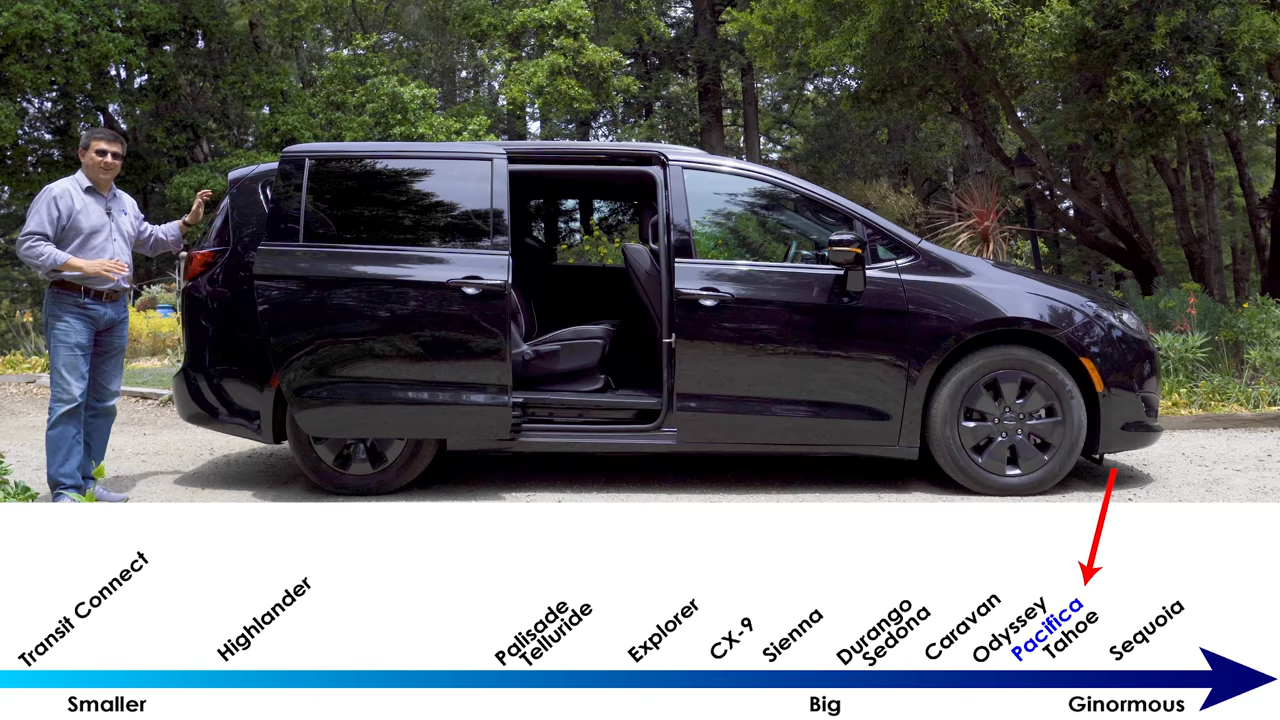 Transit Connect
Highlander
Palisade
Telluride
Explorer
CX-9
Sienna
Durango
Sedona
Caravan
Odyssey
Pacifica
Tahoe
Sequoia
Smaller
Big
Ginormous